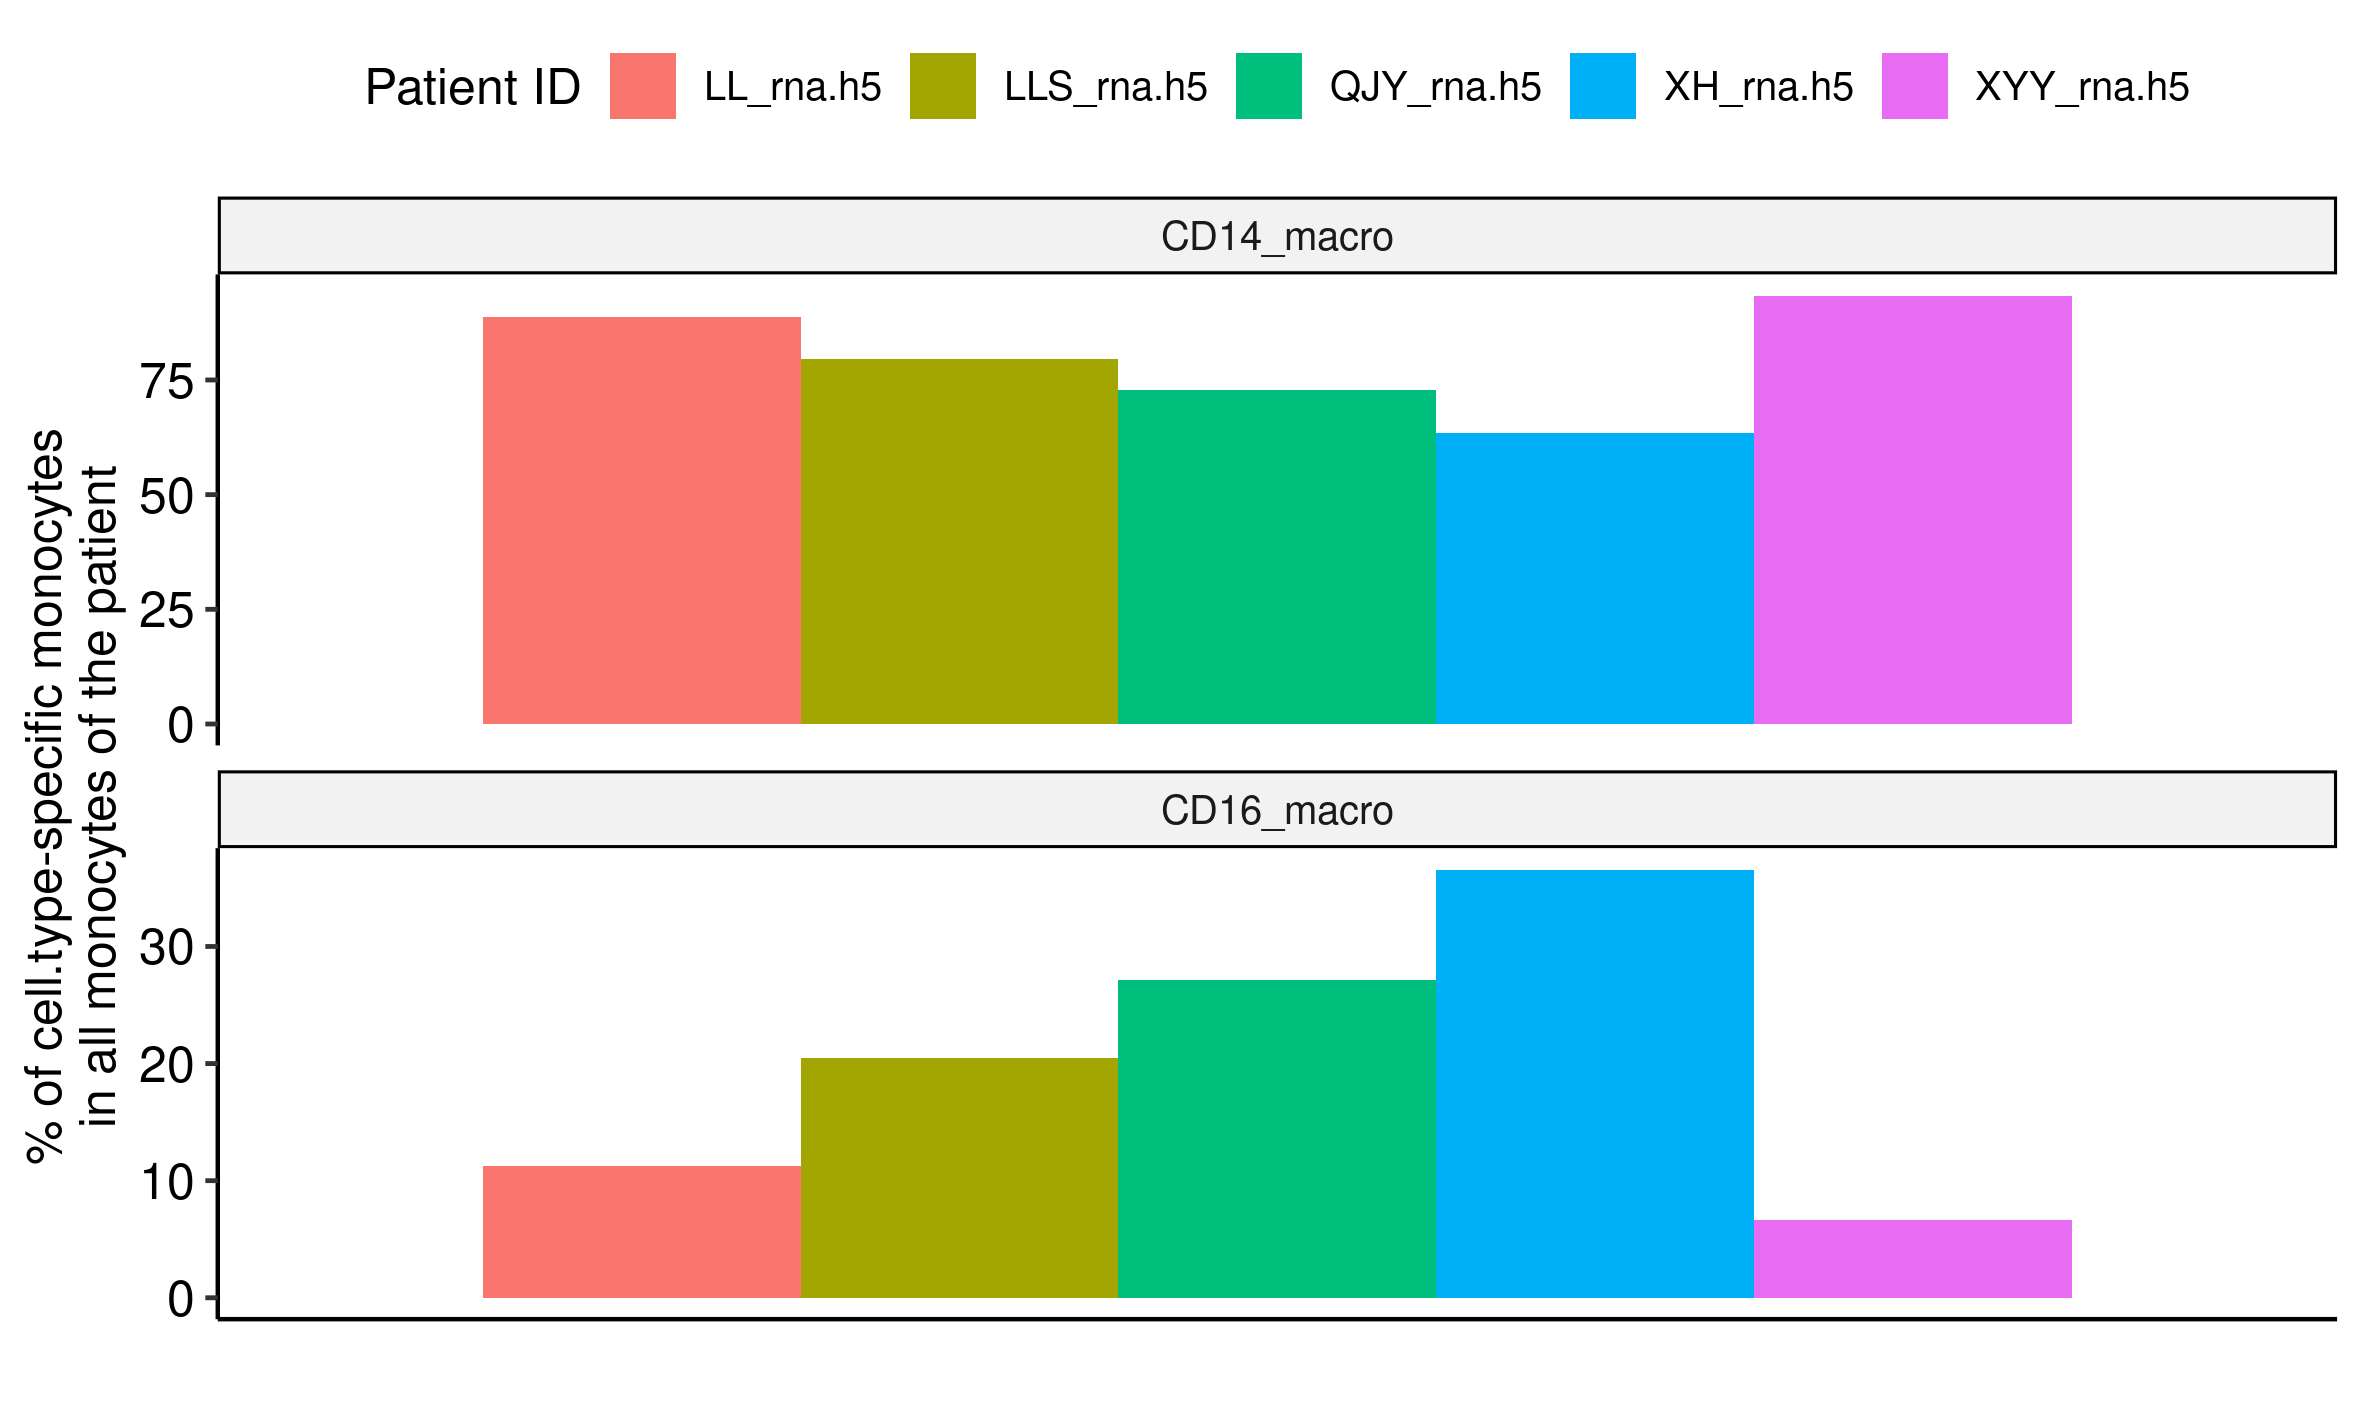 Patient ID LL_rna.h5 LLS_rna.h5 QJY_rna.h5 XH_rna.h5 XYY_rna.h5
% of cell.type-specific monocytes
in all monocytes of the patient
CD14_macro
75
50
25
0
CD16_macro
30
20
10
0